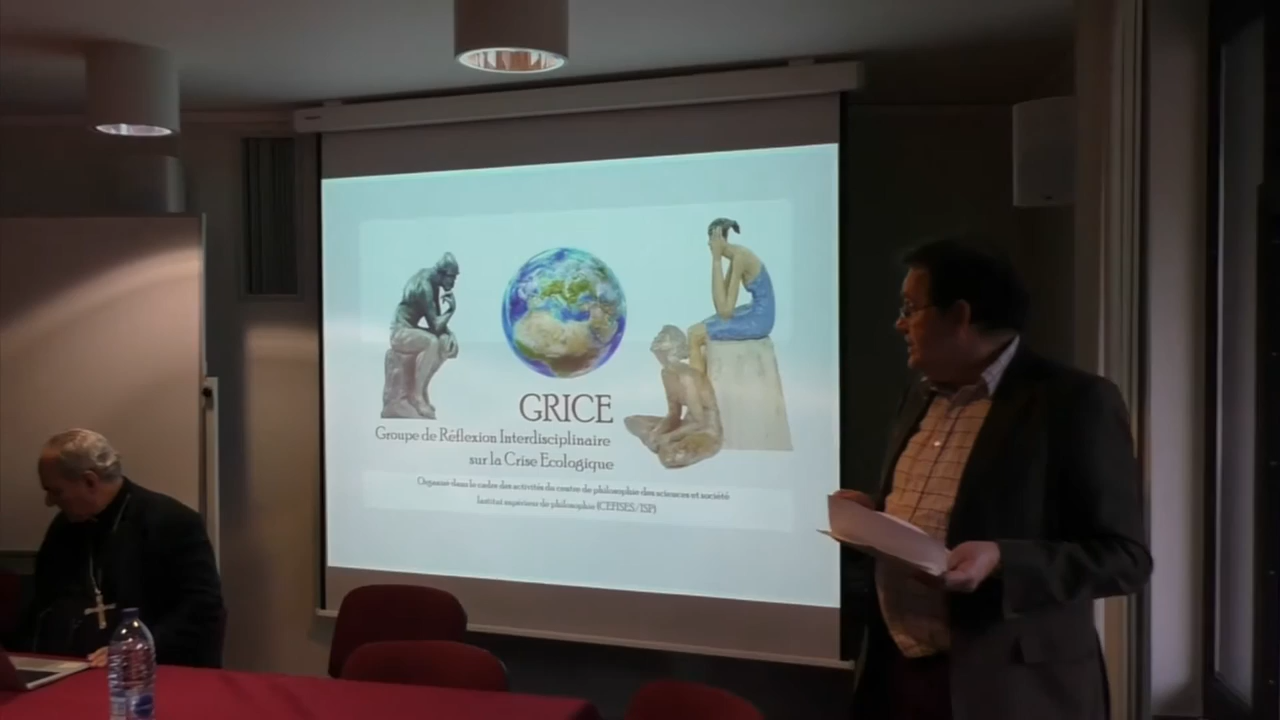 GRICE
Groupe de Réflexion Interdisciplinaire
sur la Crise Ecologique
Organisé dans le cadre des activités du centre de philosophie des sciences et société
Institut supérieur de philosophie (CEFISES/ISP)